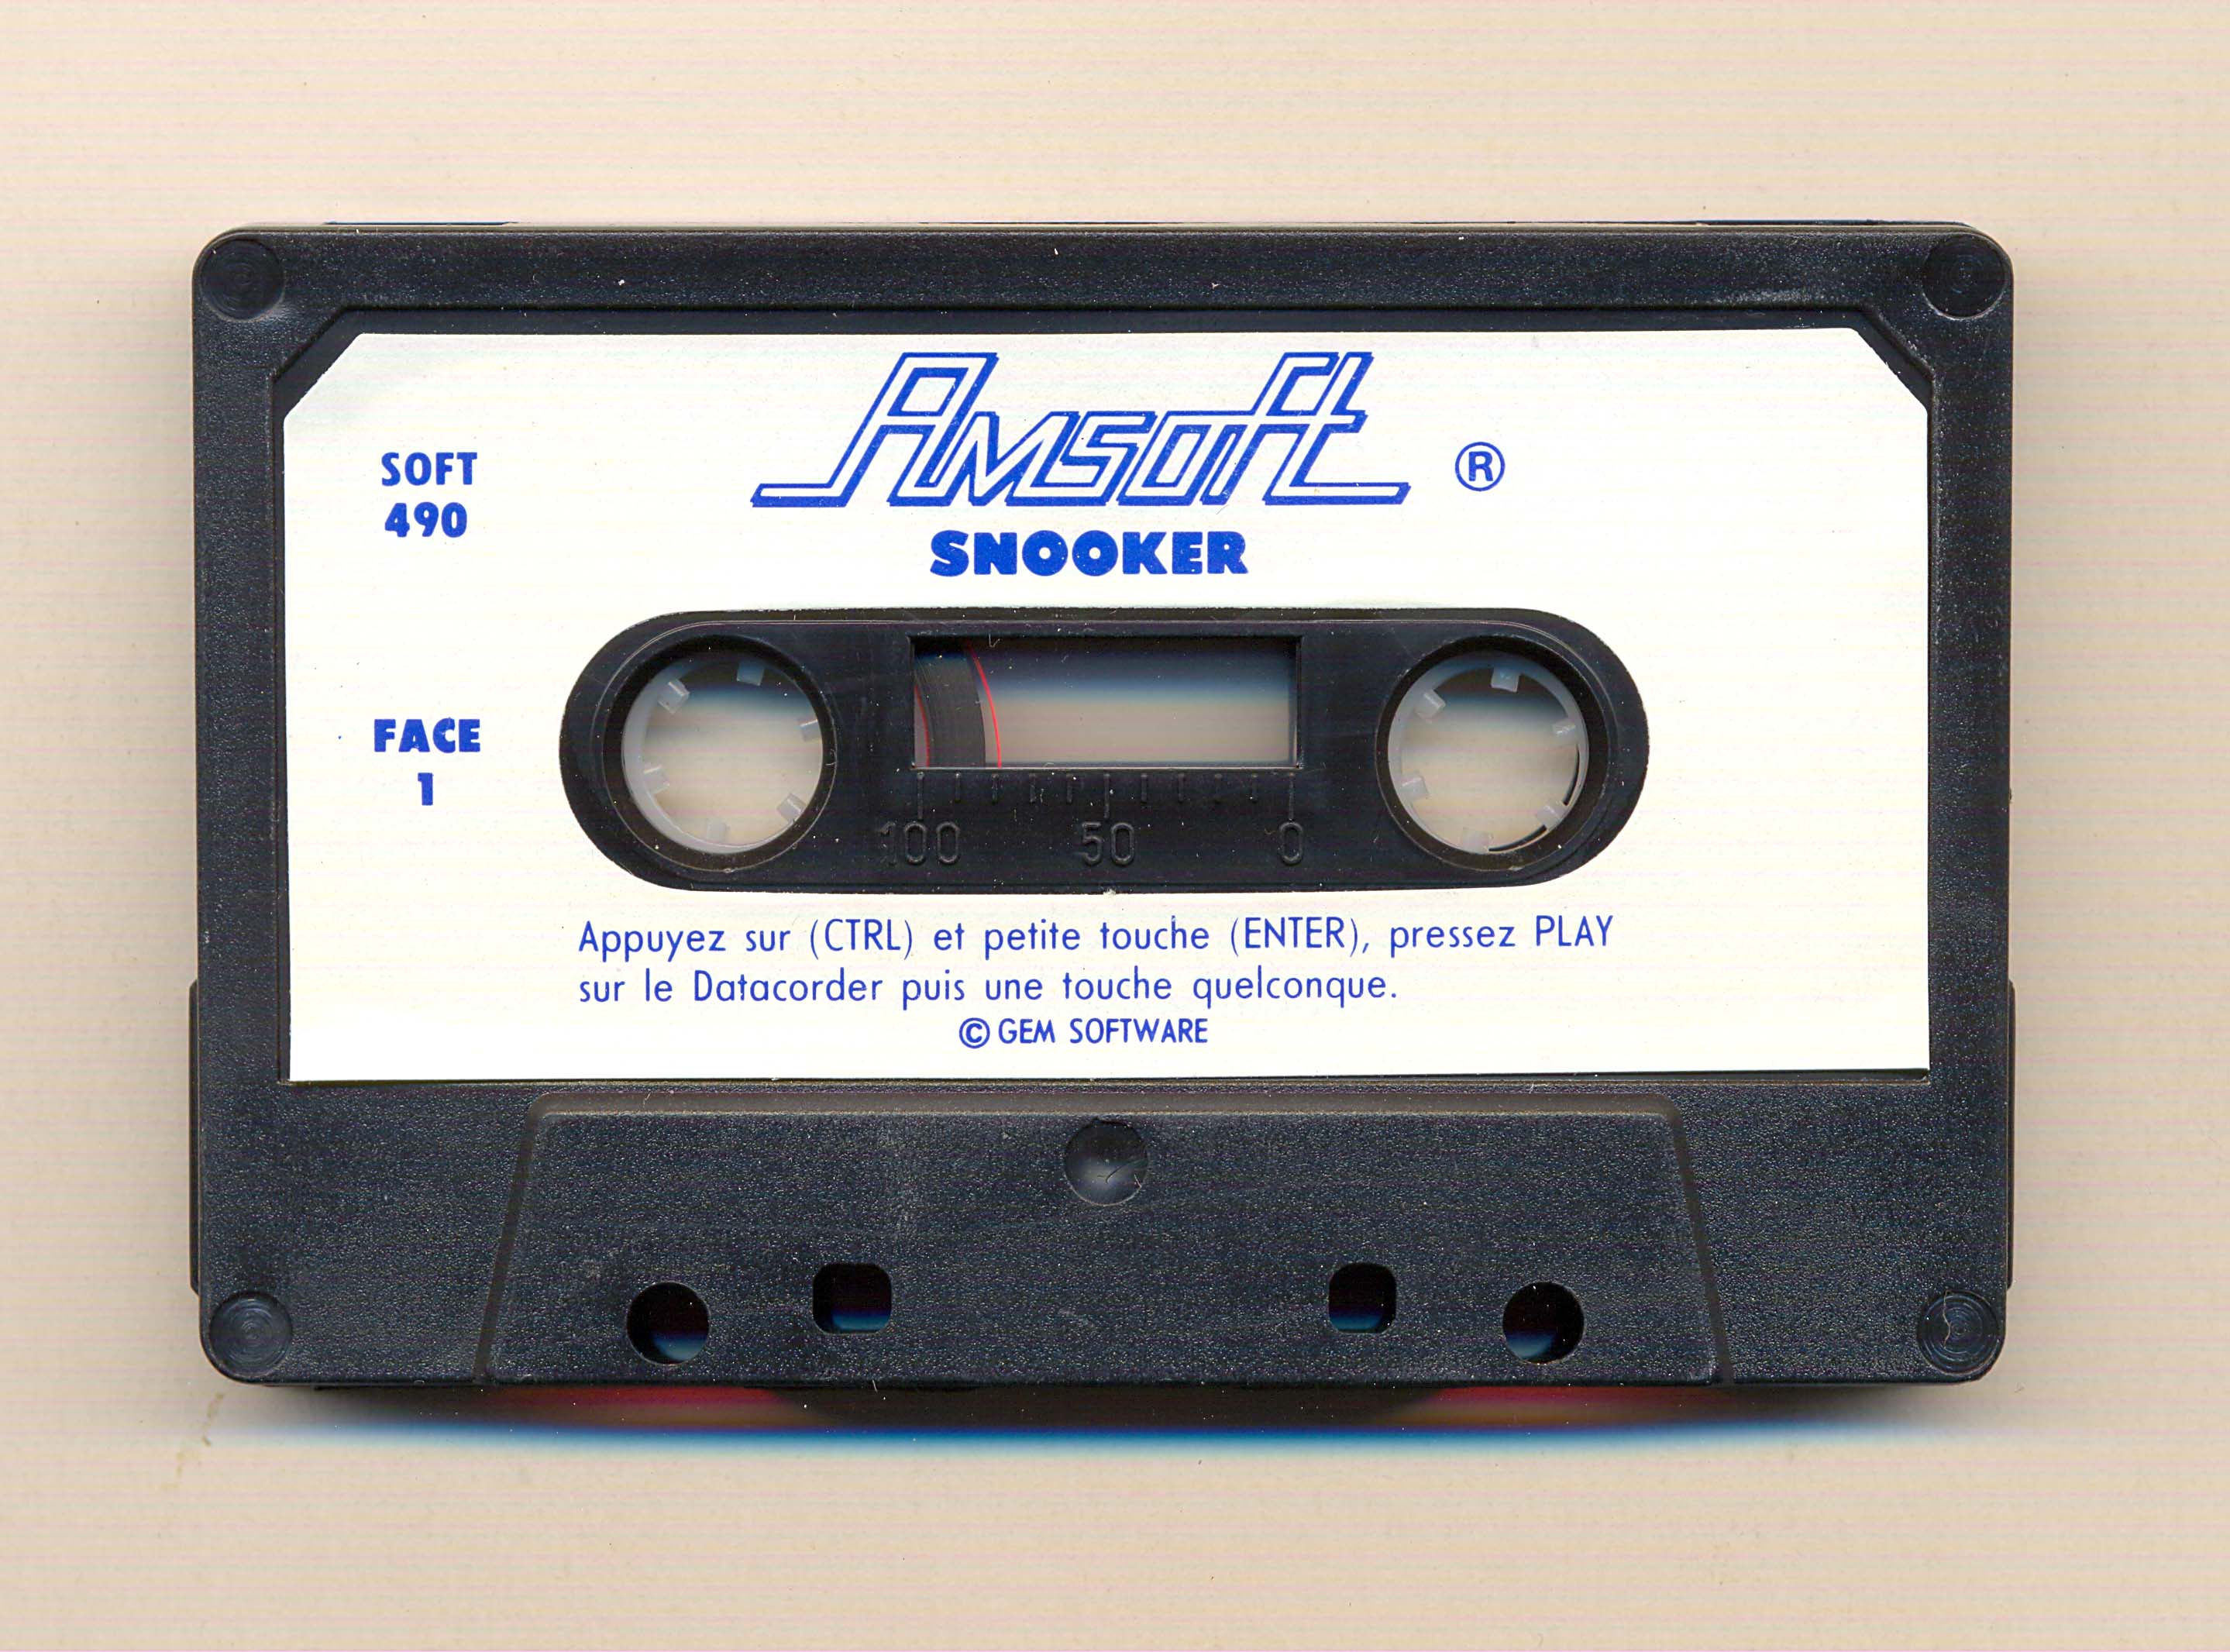 Amsoft ®
SNOOKER
SOFT
490
FACE
1
100 50 0
Appuyez sur (CTRL) et petite touche (ENTER), pressez PLAY
sur le Datacorder puis une touche quelconque.
© GEM SOFTWARE